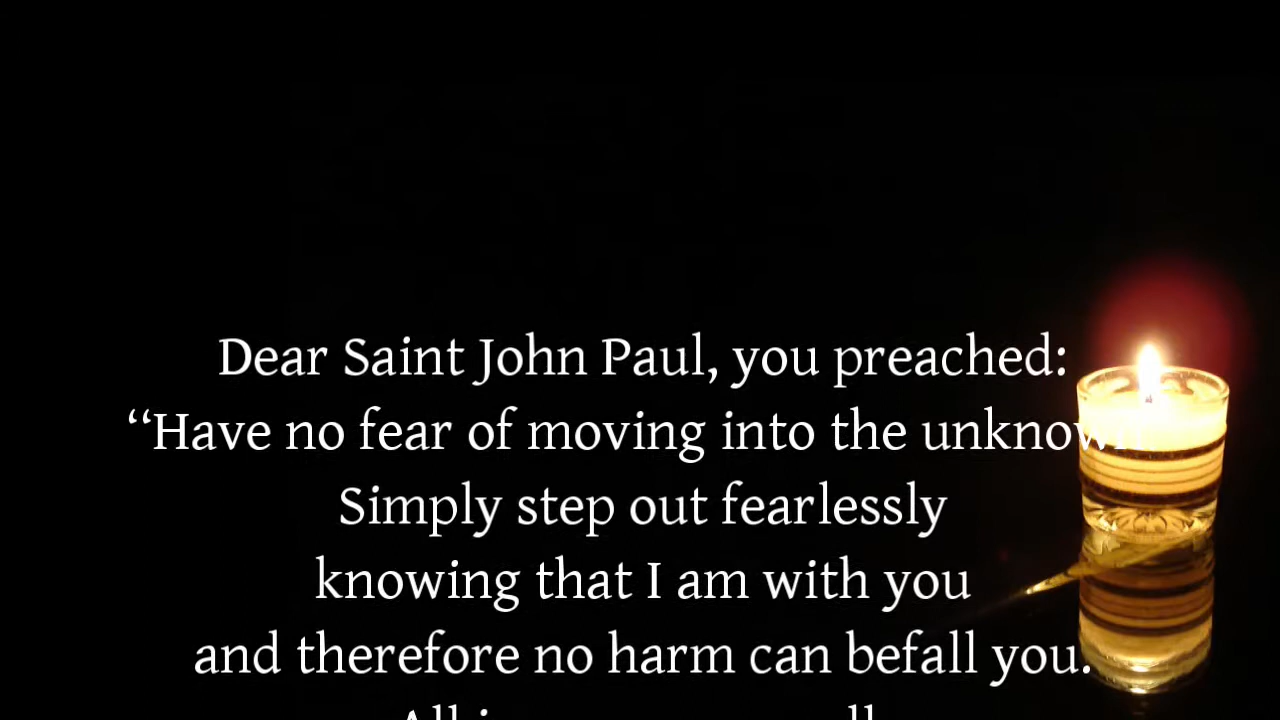 Dear Saint John Paul, you preached:
“Have no fear of moving into the unknown
Simply step out fearlessly
knowing that I am with you
and therefore no harm can befall you.